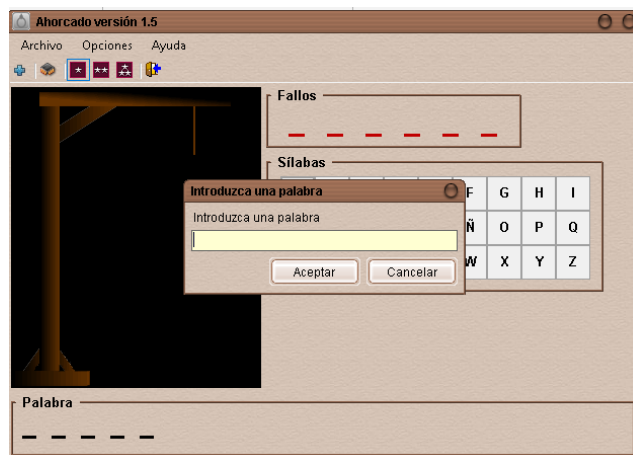 Ahorcado versión 1.5
Archivo Opciones Ayuda
Fallos
Sílabas
F G H I
Ñ O P Q
W X Y Z
Introduzca una palabra
Introduzca una palabra
Aceptar Cancelar
Palabra